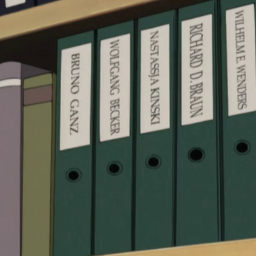 BRUNO GANZ
WOLFGANG BECKER
NASTASSJA KINSKI
RICHARD D. BRAUN
WILHELM E. WENDERS